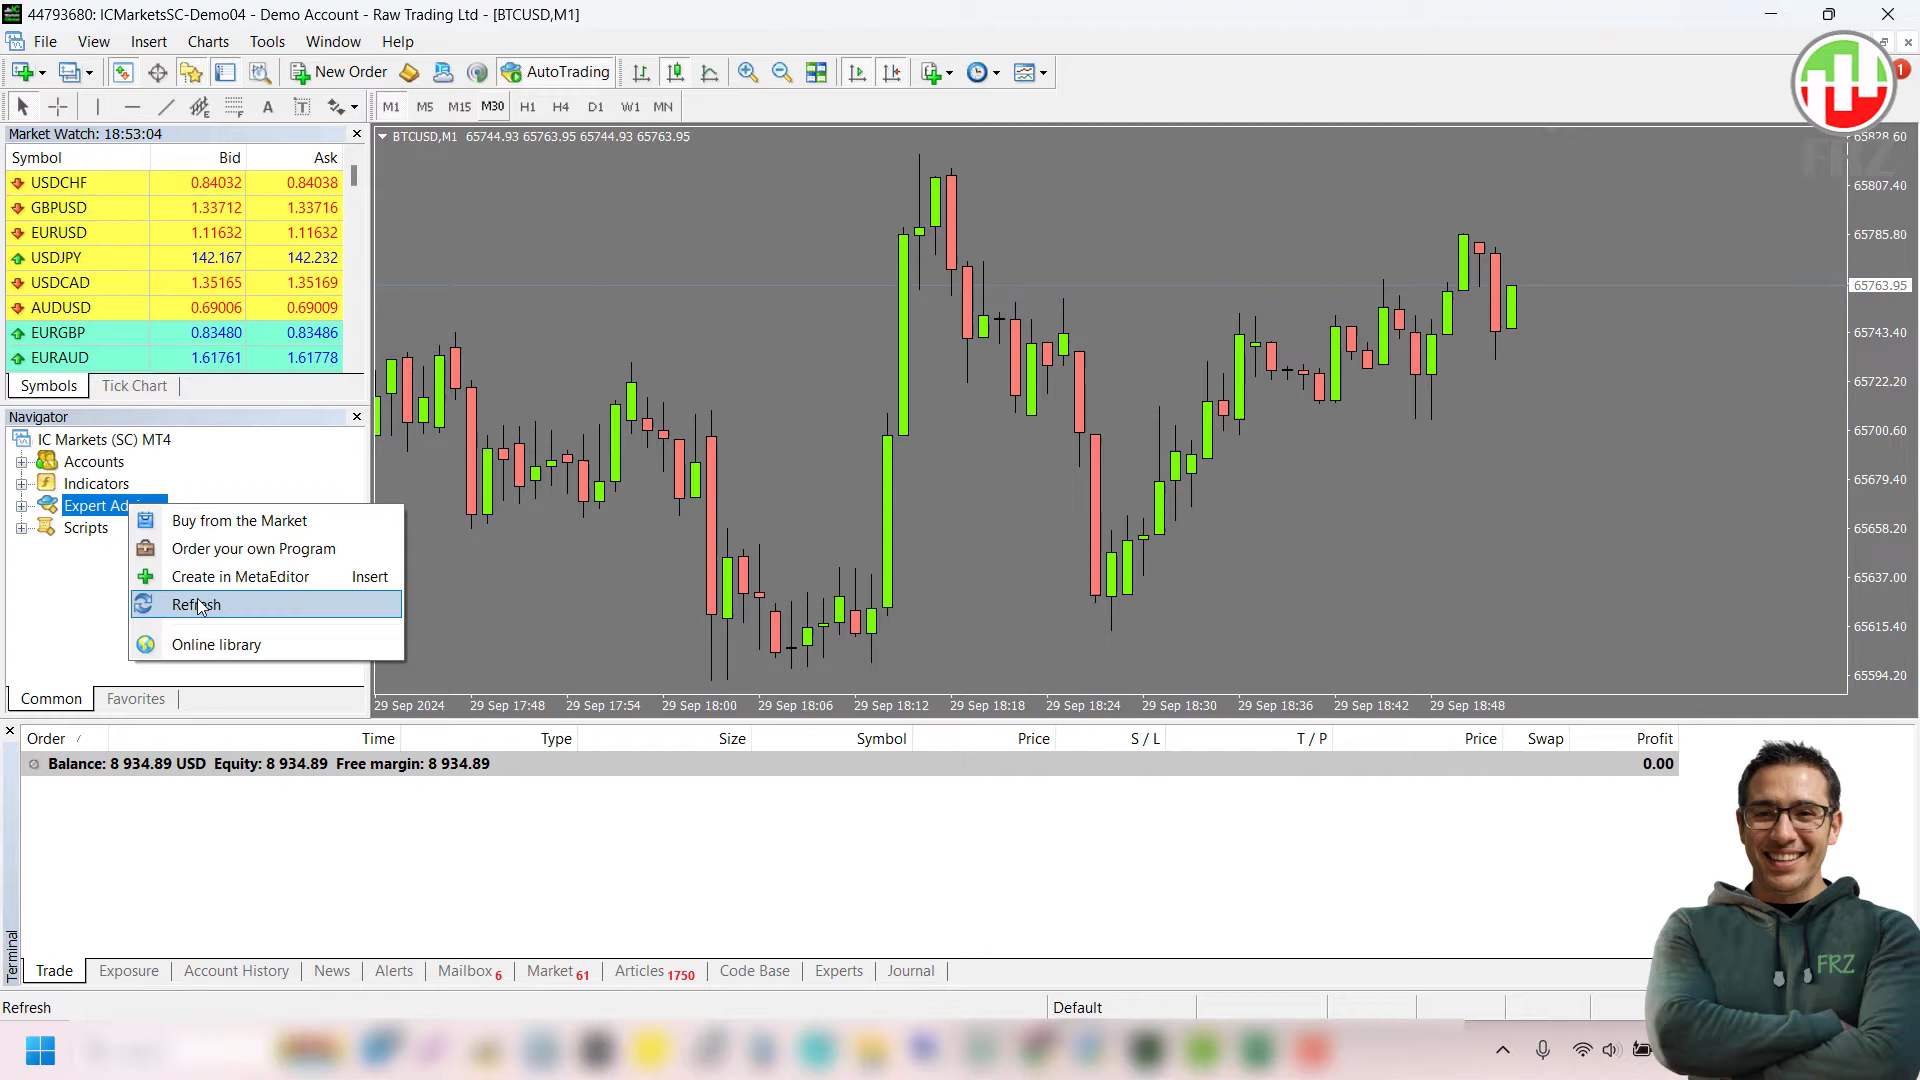 44793680: ICMarketsSC-Demo04 - Demo Account - Raw Trading Ltd - [BTCUSD,M1]
File View Insert Charts Tools Window Help
New Order AutoTrading
1
A T M1 M5 M15 M30 H1 H4 D1 W1 MN
Market Watch: 18:53:04
Symbol Bid Ask
USDCHF 0.84032 0.84038
GBPUSD 1.33712 1.33716
EURUSD 1.11632 1.11632
USDJPY 142.167 142.232
USDCAD 1.35165 1.35169
AUDUSD 0.69006 0.69009
EURGBP 0.83480 0.83486
EURAUD 1.61761 1.61778
Symbols Tick Chart
Navigator
IC Markets (SC) MT4
Accounts
Indicators
Expert Ad
Scripts
Buy from the Market
Order your own Program
Create in MetaEditor Insert
Refresh
Online library
Common Favorites
BTCUSD,M1 65744.93 65763.95 65744.93 65763.95
FRZ
65828.60
65807.40
65785.80
65763.95
65743.40
65722.20
65700.60
65679.40
65658.20
65637.00
65615.40
65594.20
29 Sep 2024 29 Sep 17:48 29 Sep 17:54 29 Sep 18:00 29 Sep 18:06 29 Sep 18:12 29 Sep 18:18 29 Sep 18:24 29 Sep 18:30 29 Sep 18:36 29 Sep 18:42 29 Sep 18:48
Order / Time Type Size Symbol Price S / L T / P Price Swap Profit
Balance: 8 934.89 USD Equity: 8 934.89 Free margin: 8 934.89 0.00
FRZ
Terminal
Trade Exposure Account History News Alerts Mailbox 6 Market 61 Articles 1750 Code Base Experts Journal
Refresh Default